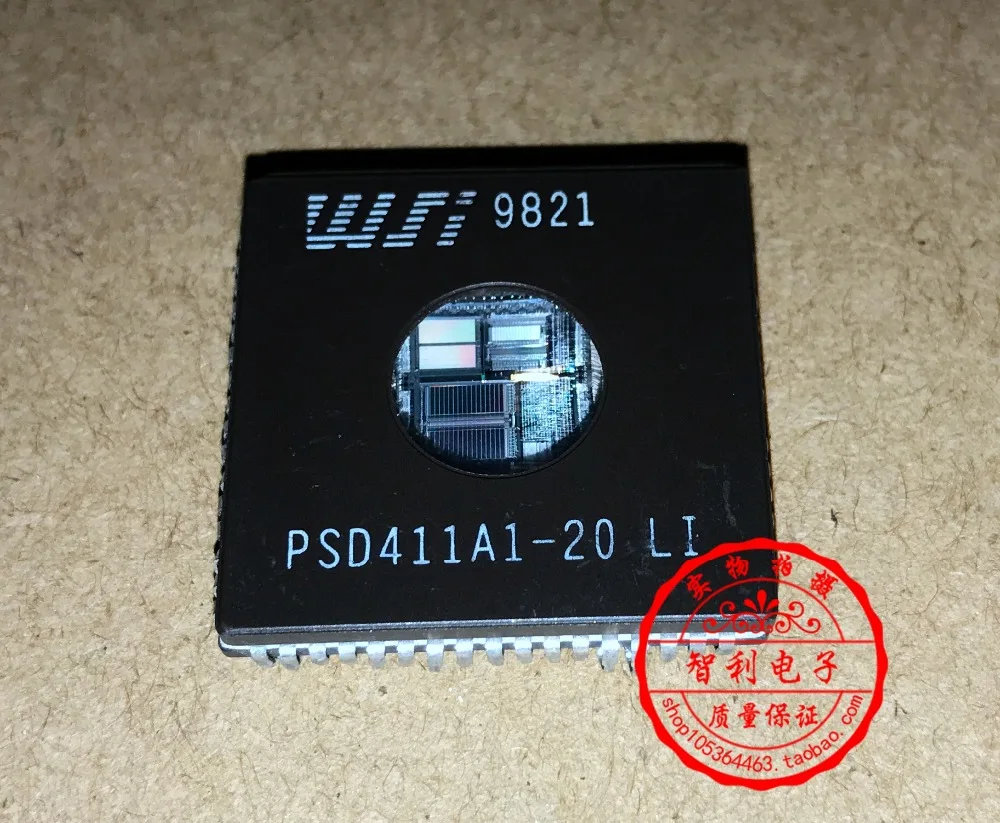 WSI 9821
PSD411A1-20 LI
实物拍摄
智利电子
质量保证
shop105364463.taobao.com